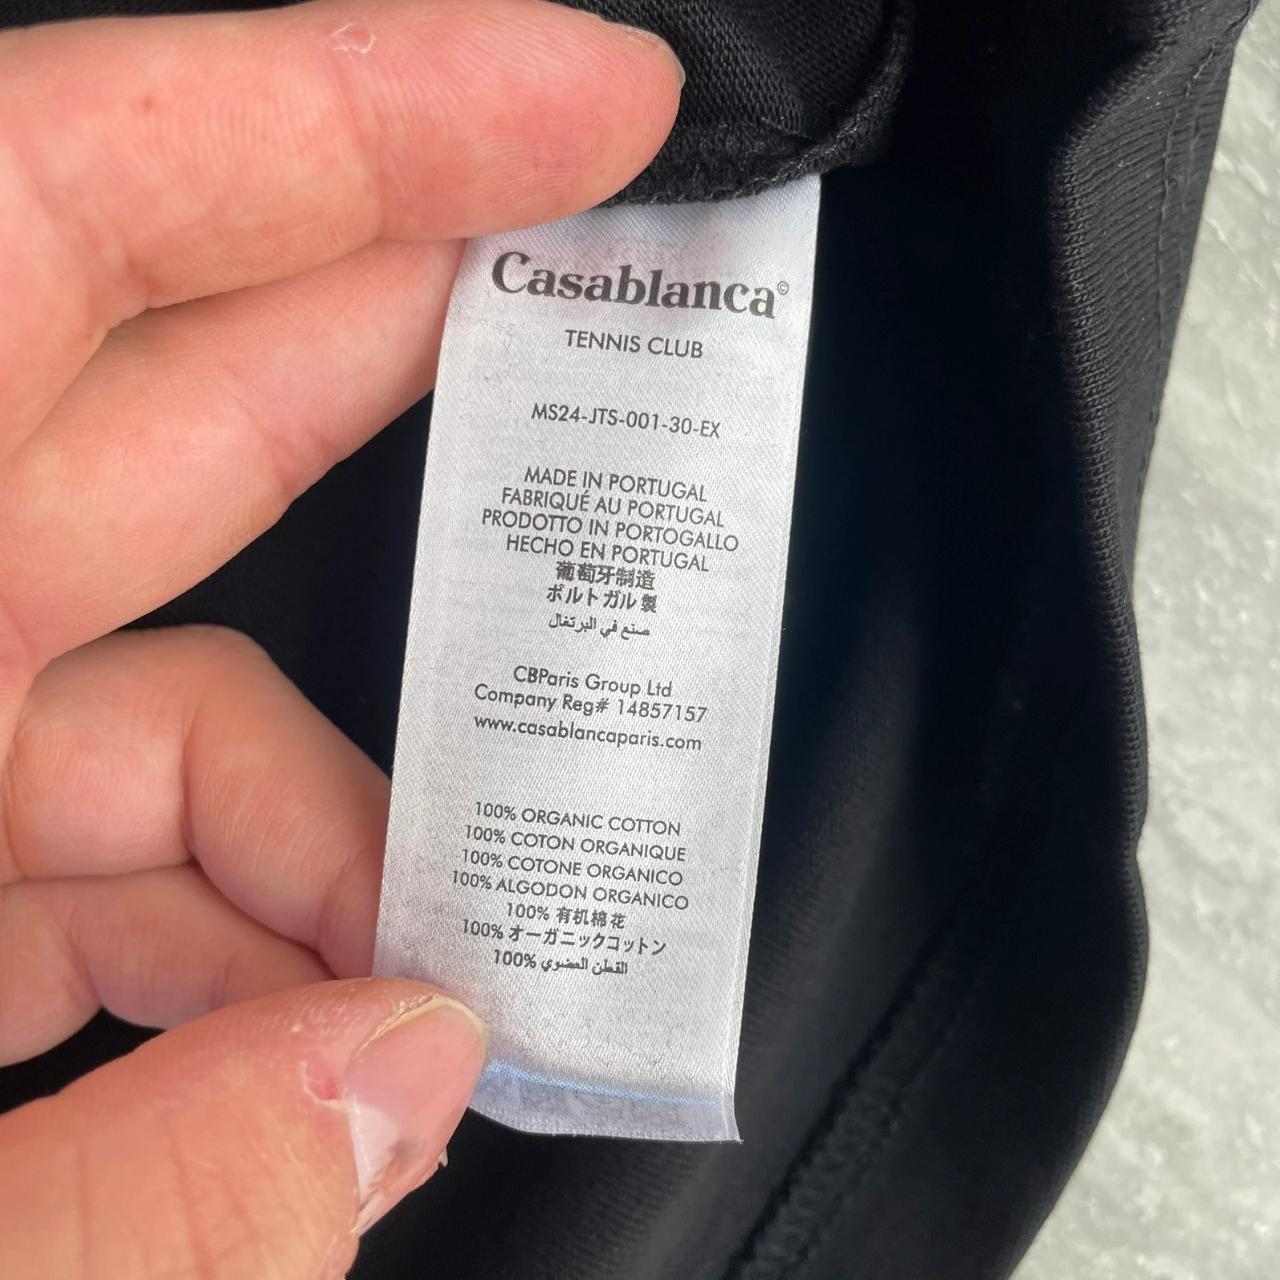 Casablanca©
TENNIS CLUB
MS24-JTS-001-30-EX
MADE IN PORTUGAL
FABRIQUÉ AU PORTUGAL
PRODOTTO IN PORTOGALLO
HECHO EN PORTUGAL
葡萄牙制造
ポルトガル製
صنع في البرتغال
CBParis Group Ltd
Company Reg# 14857157
www.casablancaparis.com
100% ORGANIC COTTON
100% COTON ORGANIQUE
100% COTONE ORGANICO
100% ALGODON ORGANICO
100% 有机棉花
100% オーガニックコットン
100% القطن العضوي